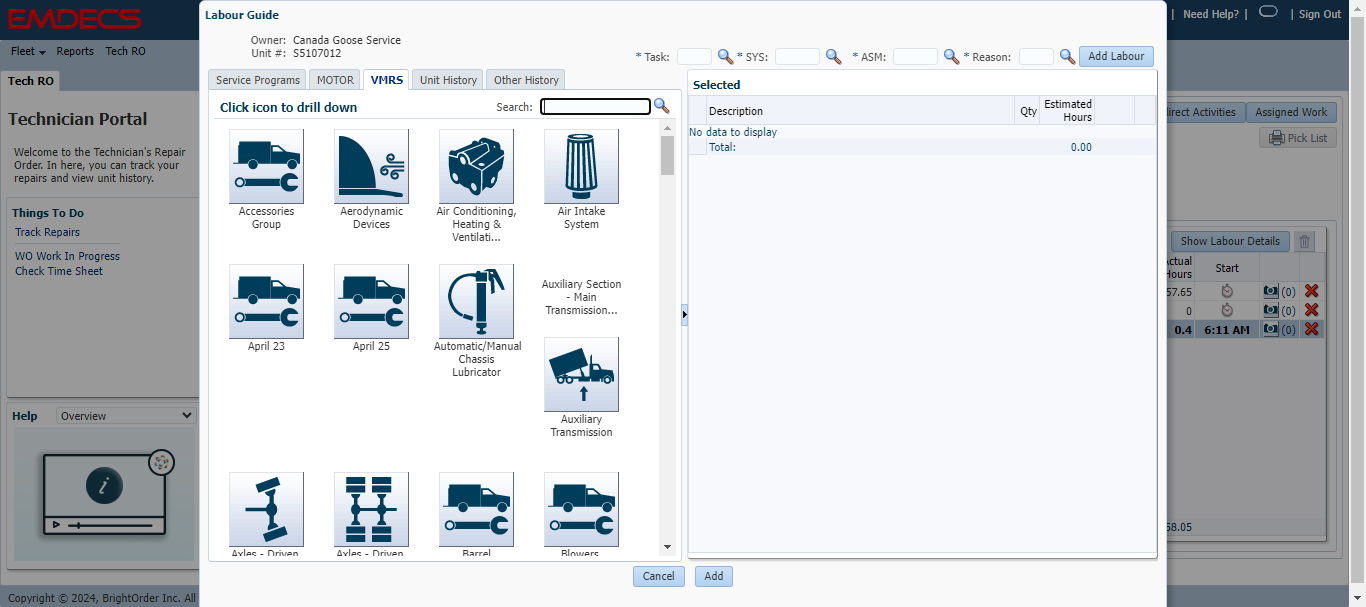 EMDECS
Need Help? |
| Sign Out
Fleet
Reports
Tech RO
Tech RO
Technician Portal
Welcome to the Technician's Repair
Order. In here, you can track your
repairs and view unit history.
Things To Do
Track Repairs
WO Work In Progress
Check Time Sheet
Help
Overview
Copyright © 2024, BrightOrder Inc. All
Labour Guide
Owner: Canada Goose Service
Unit #: S5107012
* Task:
* SYS:
* ASM:
* Reason:
Add Labour
Service Programs
MOTOR
VMRS
Unit History
Other History
Click icon to drill down
Search:
Accessories
Group
Aerodynamic
Devices
Air Conditioning,
Heating &
Ventilati...
Air Intake
System
April 23
April 25
Automatic/Manual
Chassis
Lubricator
Auxiliary Section
- Main
Transmission...
Auxiliary
Transmission
Axles - Driven
Axles - Driven
Barrel
Blowers
Selected
Description
Qty
Estimated
Hours
No data to display
Total:
0.00
Cancel
Add
Activities
Assigned Work
Pick List
Show Labour Details
Hours
Start
57.65
(0)
0
(0)
0.4
6:11 AM
(0)
58.05